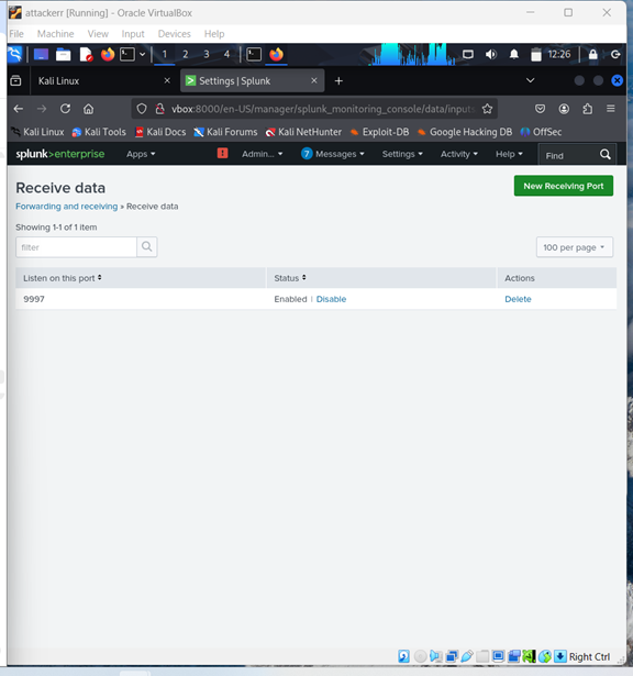 attackerr [Running] - Oracle VirtualBox
File Machine View Input Devices Help
1 2 3 4 12:26
Kali Linux Settings | Splunk
vbox:8000/en-US/manager/splunk_monitoring_console/data/input
Kali Linux Kali Tools Kali Docs Kali Forums Kali NetHunter Exploit-DB Google Hacking DB OffSec
splunk>enterprise Apps ! Admin... 7 Messages Settings Activity Help Find
Receive data
New Receiving Port
Forwarding and receiving » Receive data
Showing 1-1 of 1 item
filter
100 per page
Listen on this port Status Actions
9997 Enabled | Disable Delete
Right Ctrl